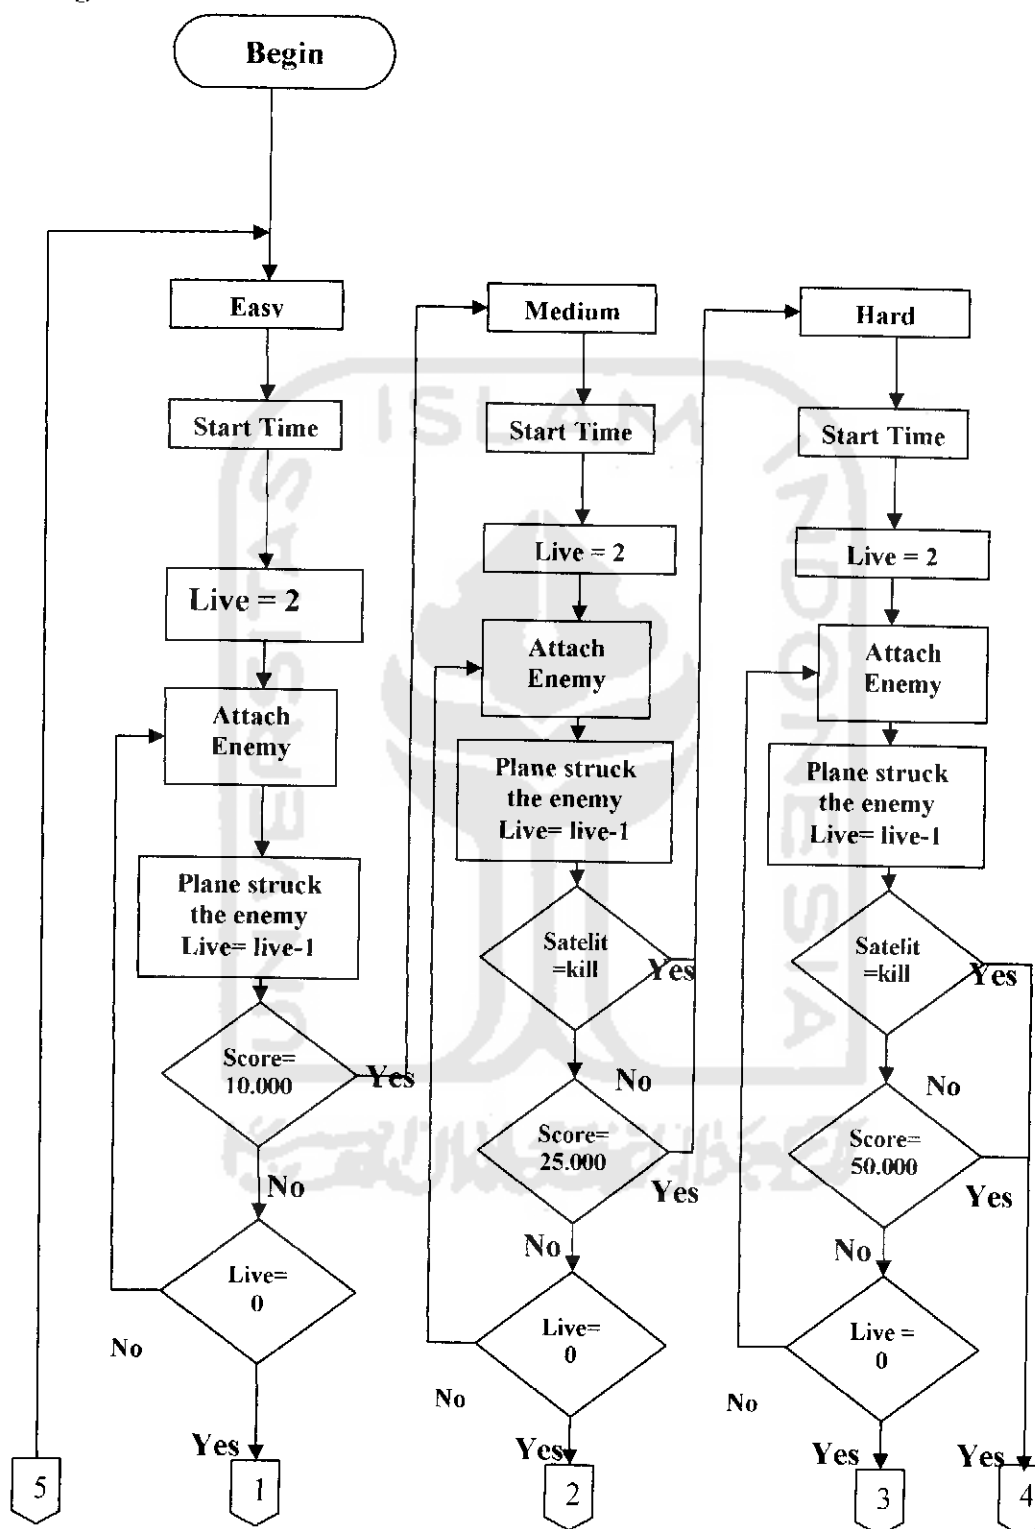 Begin
Easy
Start Time
Live = 2
Attach
Enemy
Plane struck
the enemy
Live= live-1
Score=
10.000
Yes
No
Live=
0
No
Yes
5
1
Medium
Start Time
Live = 2
Attach
Enemy
Plane struck
the enemy
Live= live-1
Satelit
=kill
Yes
No
Score=
25.000
Yes
No
Live=
0
No
Yes
2
Hard
Start Time
Live = 2
Attach
Enemy
Plane struck
the enemy
Live= live-1
Satelit
=kill
Yes
No
Score=
50.000
Yes
No
Live =
0
No
Yes
3
Yes
4
UNIVERSITAS
ISLAM
INDONESIA